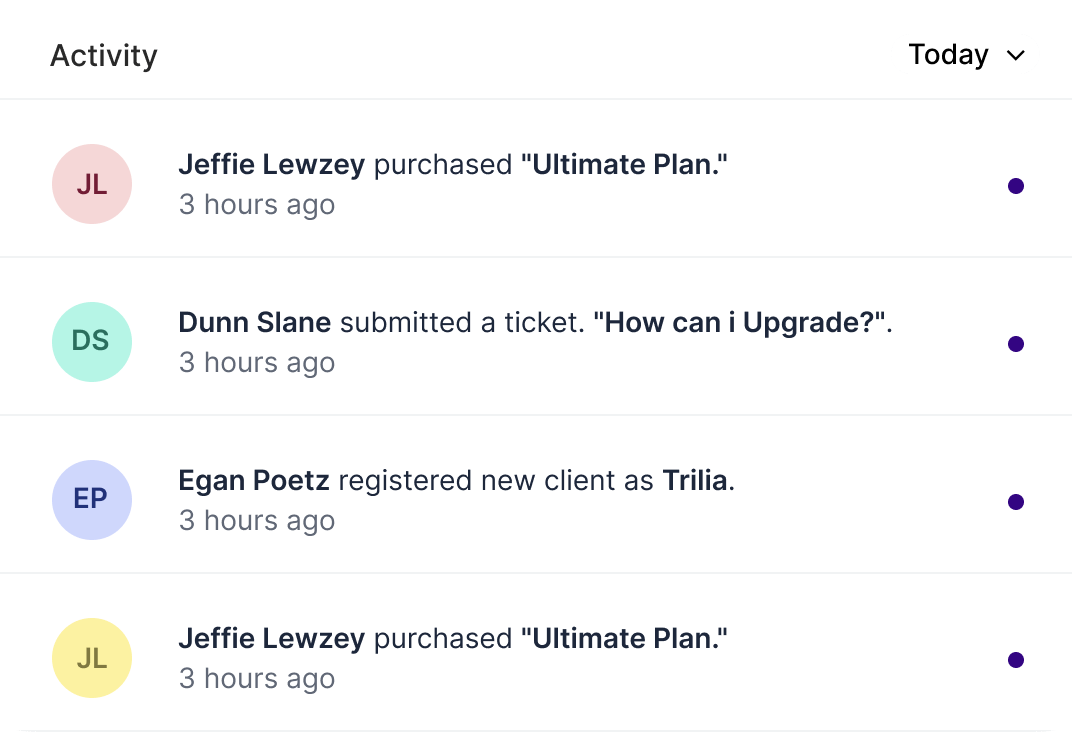 Activity
Today
JL
Jeffie Lewzey purchased "Ultimate Plan."
3 hours ago
DS
Dunn Slane submitted a ticket. "How can i Upgrade?".
3 hours ago
EP
Egan Poetz registered new client as Trilia.
3 hours ago
JL
Jeffie Lewzey purchased "Ultimate Plan."
3 hours ago